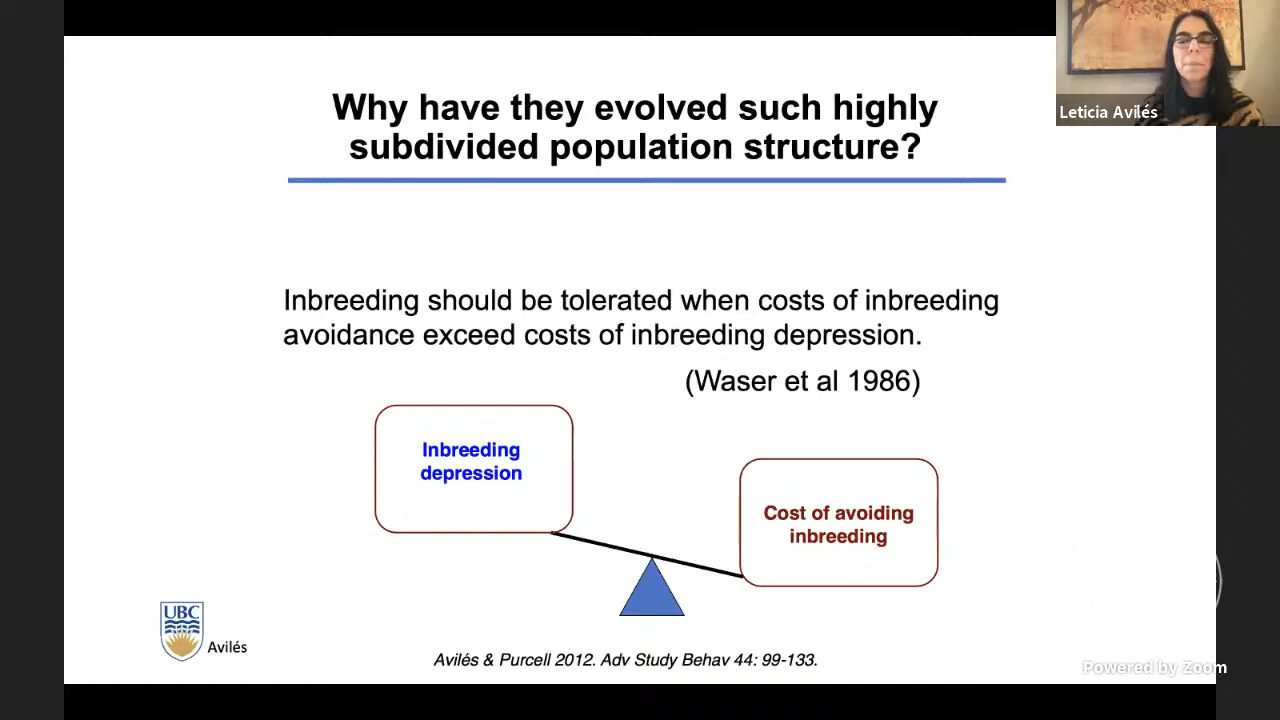 Leticia Avilés
Why have they evolved such highly
subdivided population structure?
Inbreeding should be tolerated when costs of inbreeding
avoidance exceed costs of inbreeding depression.
(Waser et al 1986)
Inbreeding
depression
Cost of avoiding
inbreeding
UBC
Avilés
Avilés & Purcell 2012. Adv Study Behav 44: 99-133.
Powered by Zoom